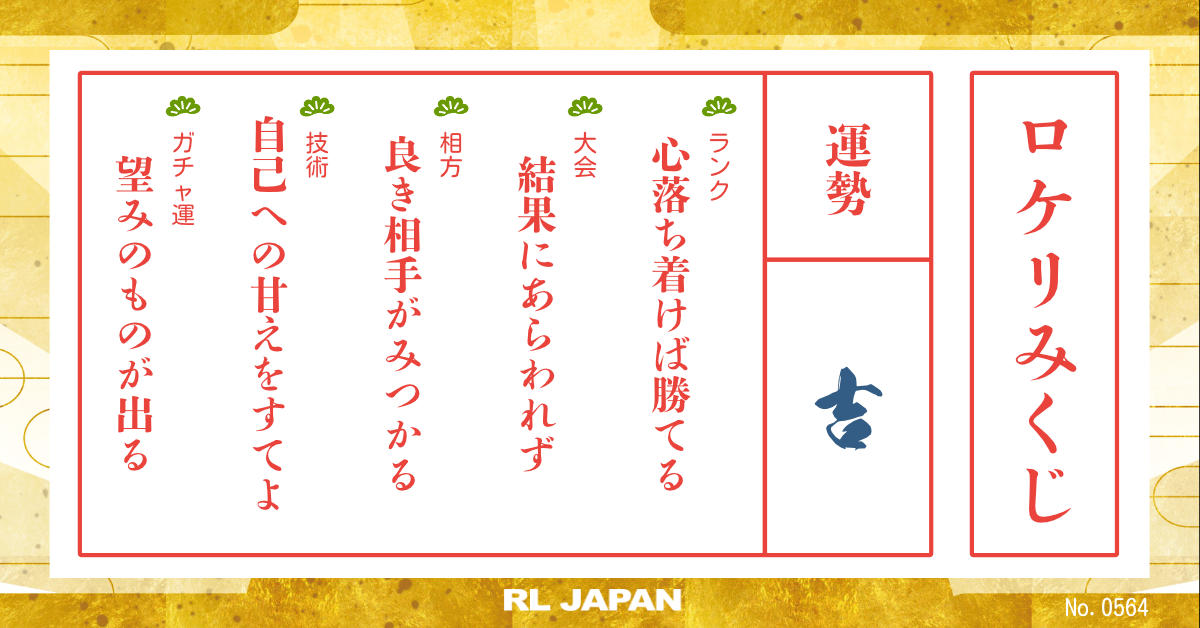 ロケリみくじ
運勢
吉
ランク
心落ち着けば勝てる
大会
結果にあらわれず
相方
良き相手がみつかる
技術
自己への甘えをすてよ
ガチャ運
望みのものが出る
RL JAPAN
No. 0564